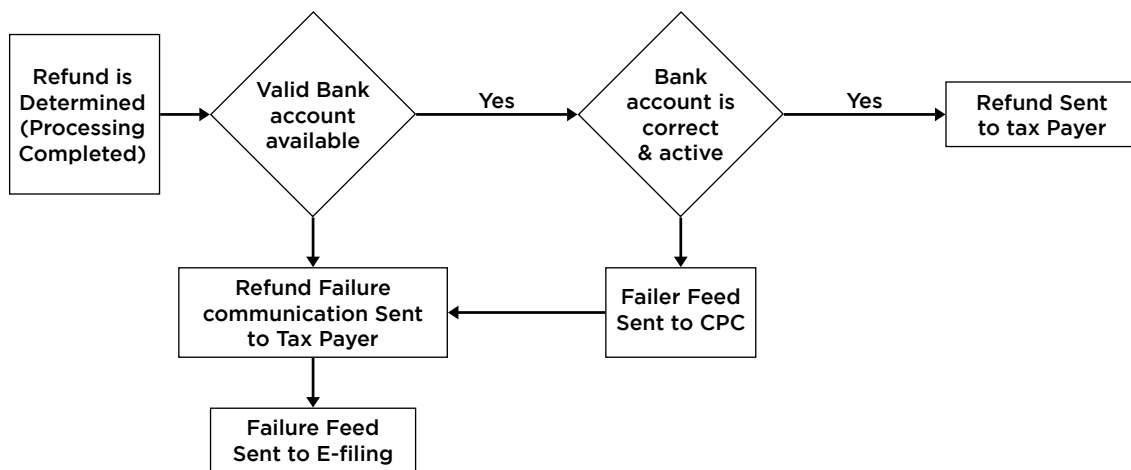 Refund is
Determined
(Processing
Completed)
Valid Bank
account
available
Yes
Bank
account is
correct
& active
Yes
Refund Sent
to tax Payer
Refund Failure
communication Sent
to Tax Payer
Failer Feed
Sent to CPC
Failure Feed
Sent to E-filing